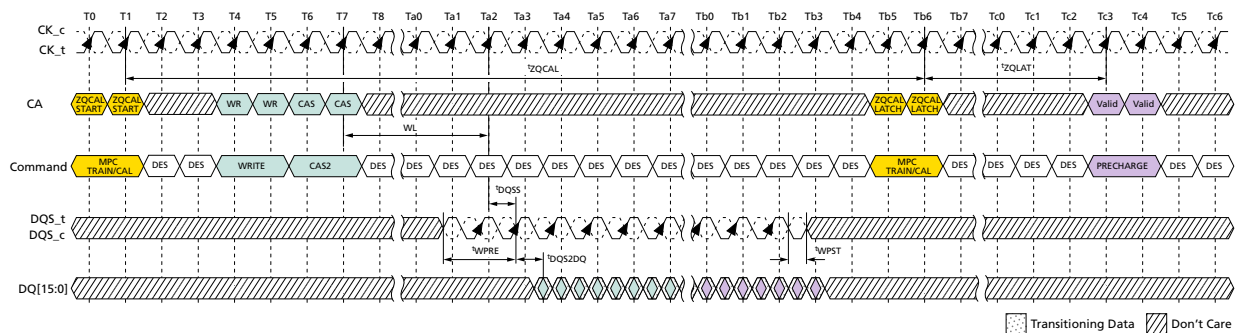 T0 T1 T2 T3 T4 T5 T6 T7 T8 Ta0 Ta1 Ta2 Ta3 Ta4 Ta5 Ta6 Ta7 Tb0 Tb1 Tb2 Tb3 Tb4 Tb5 Tb6 Tb7 Tc0 Tc1 Tc2 Tc3 Tc4 Tc5 Tc6
CK_c
CK_t
tZQCAL tZQLAT
CA ZQCAL START ZQCAL START WR WR CAS CAS ZQCAL LATCH ZQCAL LATCH Valid Valid
WL
Command MPC TRAIN/CAL DES DES WRITE CAS2 DES DES DES DES DES DES DES DES DES DES DES DES DES DES MPC TRAIN/CAL DES DES DES DES PRECHARGE DES DES
tDQSS
DQS_t
DQS_c
tWPRE tDQS2DQ tWPST
DQ[15:0]
Transitioning Data Don't Care